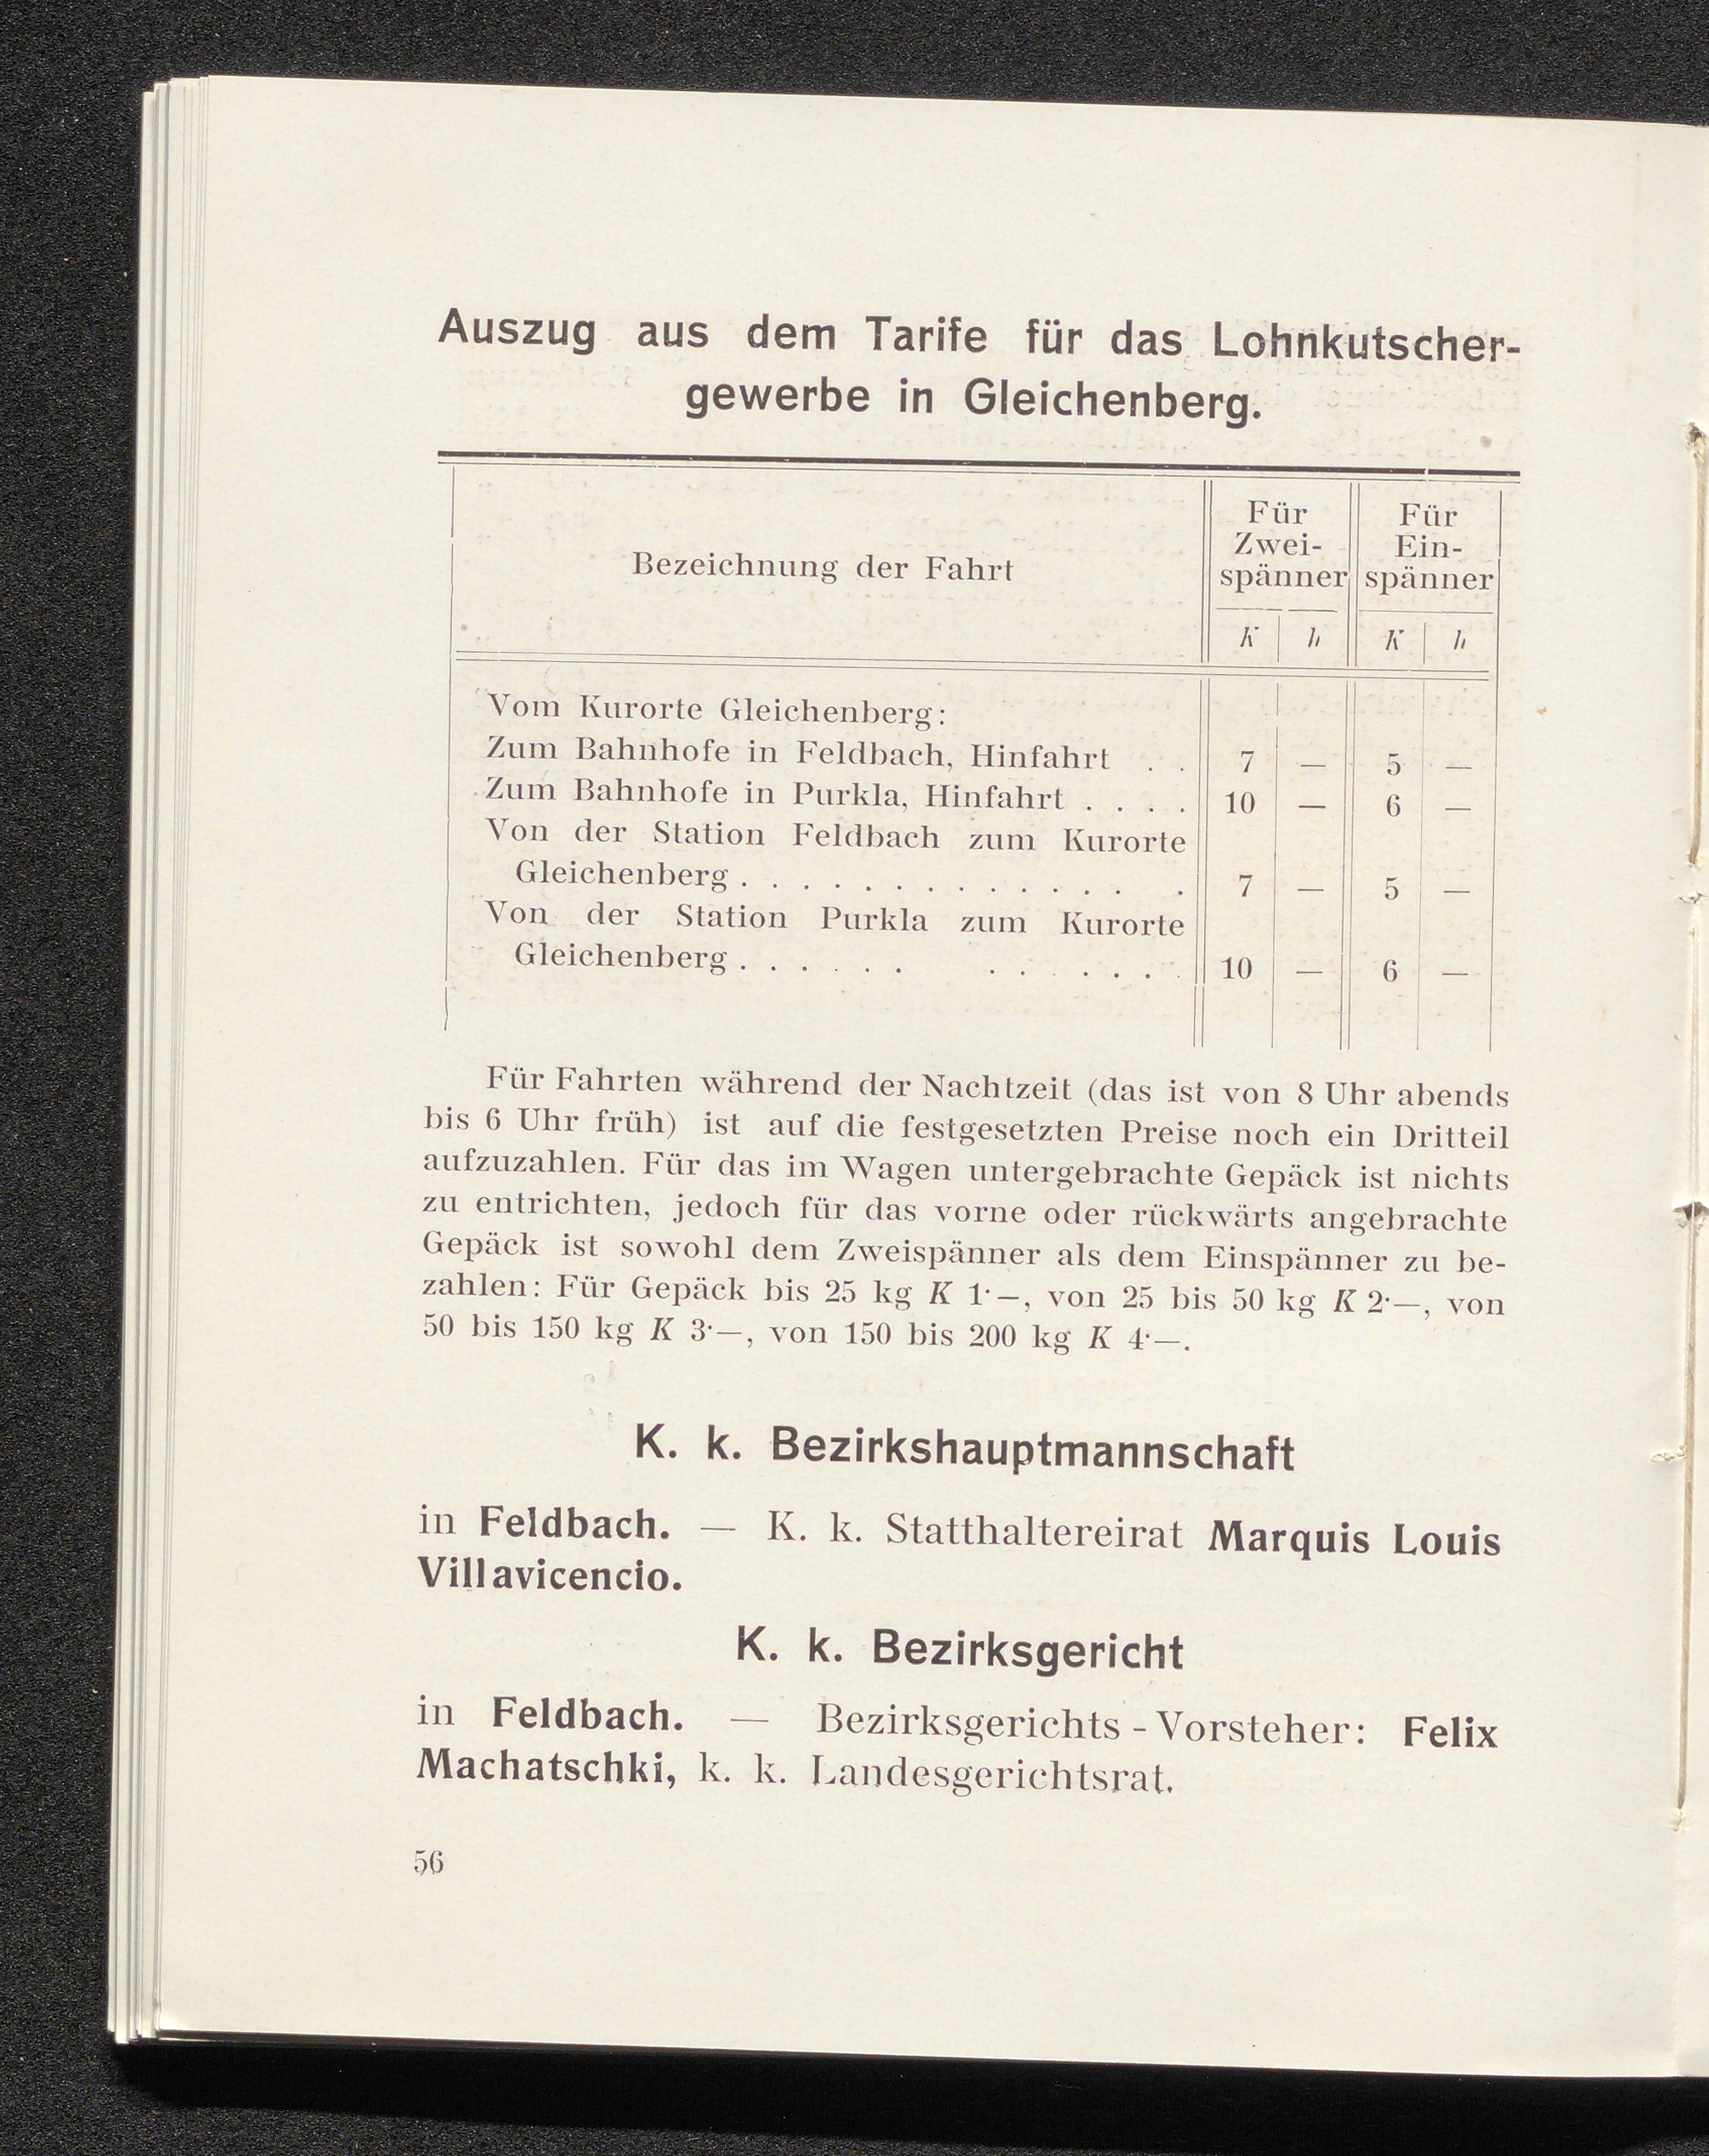 Auszug aus dem Tarife für das Lohnkutscher-
gewerbe in Gleichenberg.
Bezeichnung der Fahrt
Für Zwei-spänner
Für Ein-spänner
K h K h
Vom Kurorte Gleichenberg:
Zum Bahnhofe in Feldbach, Hinfahrt . . 7 — 5 —
Zum Bahnhofe in Purkla, Hinfahrt . . . . 10 — 6 —
Von der Station Feldbach zum Kurorte
Gleichenberg . . . . . . . . . . . . . . 7 — 5 —
Von der Station Purkla zum Kurorte
Gleichenberg . . . . . . . . . . . . 10 — 6 —
Für Fahrten während der Nachtzeit (das ist von 8 Uhr abends
bis 6 Uhr früh) ist auf die festgesetzten Preise noch ein Dritteil
aufzuzahlen. Für das im Wagen untergebrachte Gepäck ist nichts
zu entrichten, jedoch für das vorne oder rückwärts angebrachte
Gepäck ist sowohl dem Zweispänner als dem Einspänner zu be-
zahlen: Für Gepäck bis 25 kg K 1·—, von 25 bis 50 kg K 2·—, von
50 bis 150 kg K 3·—, von 150 bis 200 kg K 4·—.
K. k. Bezirkshauptmannschaft
in Feldbach. — K. k. Statthaltereirat Marquis Louis
Villavicencio.
K. k. Bezirksgericht
in Feldbach. — Bezirksgerichts-Vorsteher: Felix
Machatschki, k. k. Landesgerichtsrat.
56